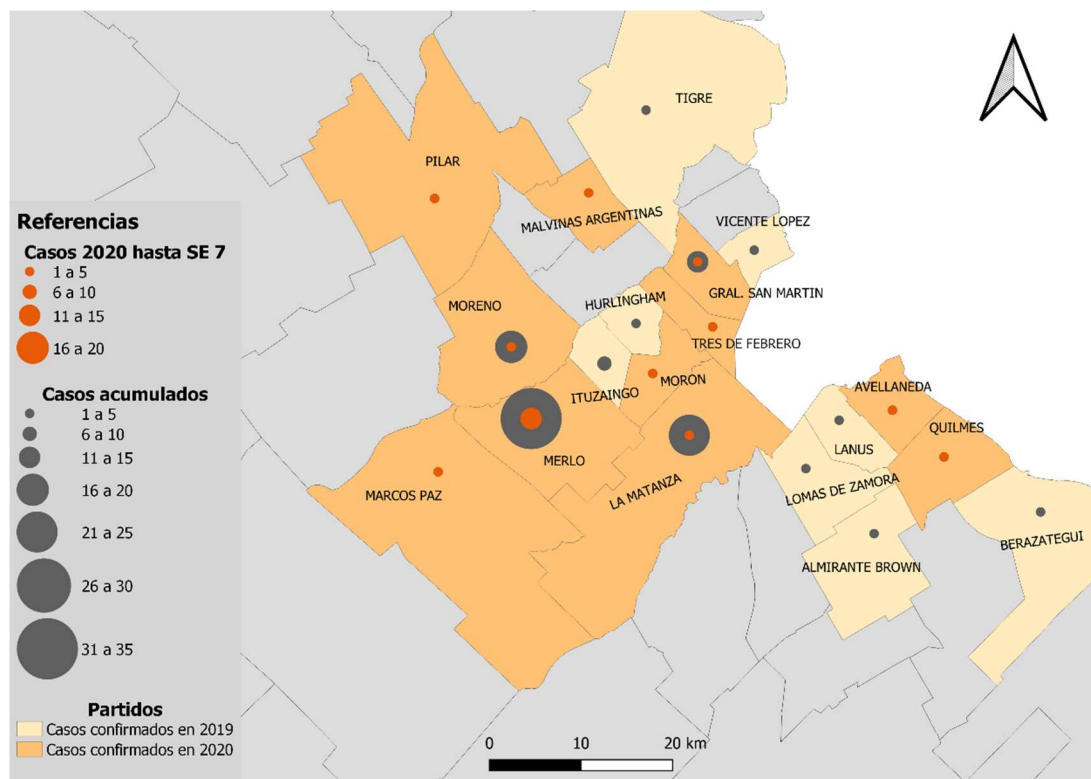 TIGRE
PILAR
MALVINAS ARGENTINAS
VICENTE LOPEZ
GRAL. SAN MARTIN
HURLINGHAM
MORENO
TRES DE FEBRERO
ITUZAINGO
MORON
AVELLANEDA
QUILMES
LANUS
MERLO
LA MATANZA
LOMAS DE ZAMORA
MARCOS PAZ
BERAZATEGUI
ALMIRANTE BROWN
Referencias
Casos 2020 hasta SE 7
1 a 5
6 a 10
11 a 15
16 a 20
Casos acumulados
1 a 5
6 a 10
11 a 15
16 a 20
21 a 25
26 a 30
31 a 35
Partidos
Casos confirmados en 2019
Casos confirmados en 2020
0 10 20 km